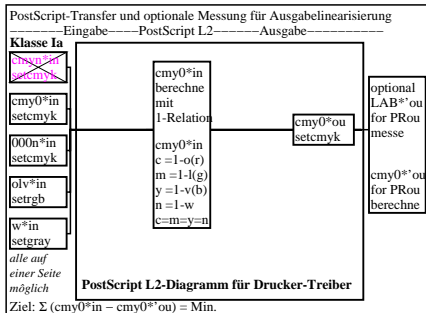 PostScript-Transfer und optionale Messung für Ausgabelinearisierung
————Eingabe——PostScript L2————Ausgabe——————
Klasse Ia
cmyn*in
setcmyk
cmy0*in
setcmyk
000n*in
setcmyk
olv*in
setrgb
w*in
setgray
alle auf
einer Seite
möglich
cmy0*in
berechne
mit
1-Relation
cmy0*in
c =1-o(r)
m =1-l(g)
y =1-v(b)
n =1-w
c=m=y=n
cmy0*ou
setcmyk
optional
LAB*'ou
for PRou
messe
cmy0*'ou
for PRou
berechne
PostScript L2-Diagramm für Drucker-Treiber
Ziel: Σ (cmy0*in – cmy0*'ou) = Min.